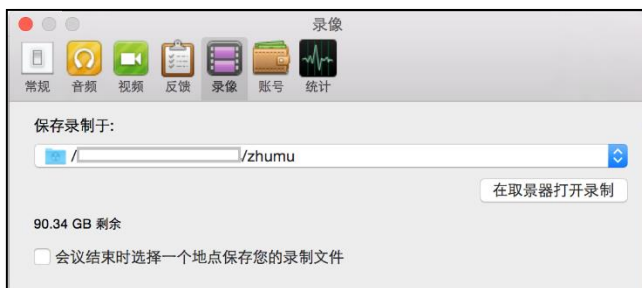 录像
常规 音频 视频 反馈 录像 账号 统计
保存录制于:
/ /zhumu
在取景器打开录制
90.34 GB 剩余
会议结束时选择一个地点保存您的录制文件